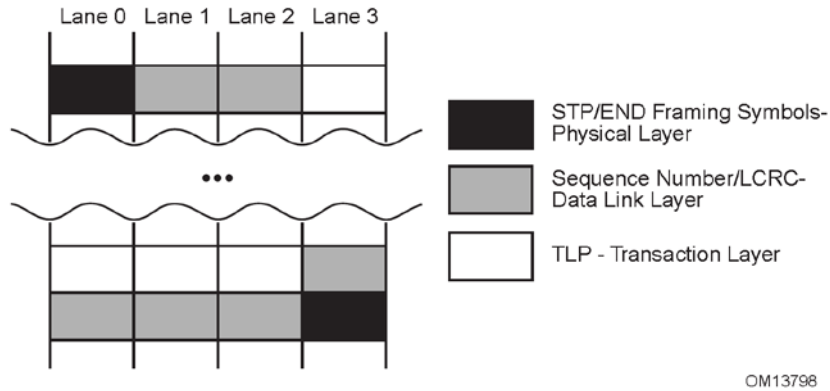 Lane 0 Lane 1 Lane 2 Lane 3
STP/END Framing Symbols-
Physical Layer
Sequence Number/LCRC-
Data Link Layer
TLP - Transaction Layer
OM13798